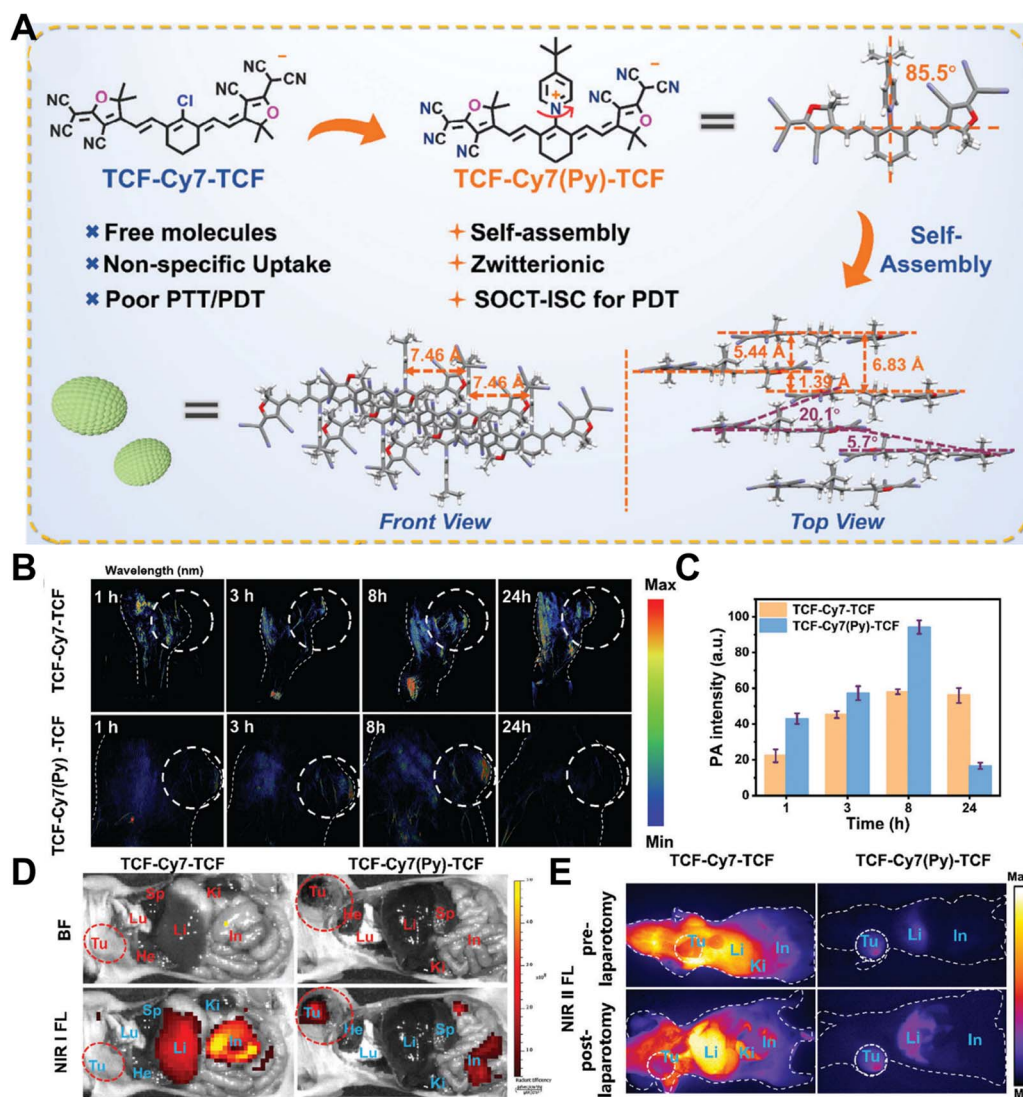 A
CN
NC
O
CN
CN
Cl
NC
CN
CN
O
−
TCF-Cy7-TCF
CN
NC
O
NC
NC
N
+
NC
CN
CN
O
−
TCF-Cy7(Py)-TCF
=
85.5°
Free molecules
Non-specific Uptake
Poor PTT/PDT
Self-assembly
Zwitterionic
SOCT-ISC for PDT
Self-
Assembly
=
7.46 Å
7.46 Å
Front View
5.44 Å
6.83 Å
1.39 Å
20.1°
5.7°
Top View
B
Wavelength (nm)
TCF-Cy7-TCF
1 h
3 h
8h
24h
TCF-Cy7(Py) -TCF
1 h
3 h
8h
24h
Max
Min
C
TCF-Cy7-TCF
TCF-Cy7(Py)-TCF
PA intensity (a.u.)
100
80
60
40
20
0
1
3
8
24
Time (h)
D
TCF-Cy7-TCF
TCF-Cy7(Py)-TCF
BF
Tu
Lu
He
Sp
Li
Ki
In
Tu
He
Lu
Li
Sp
Ki
In
NIR I FL
Tu
Lu
He
Sp
Li
Ki
In
Tu
He
Lu
Li
Sp
Ki
In
Radiant Efficiency
E
TCF-Cy7-TCF
TCF-Cy7(Py)-TCF
NIR II FL
pre-
laparotomy
Tu
Li
Ki
In
Tu
Li
In
post-
laparotomy
Tu
Li
Ki
In
Tu
Li
In